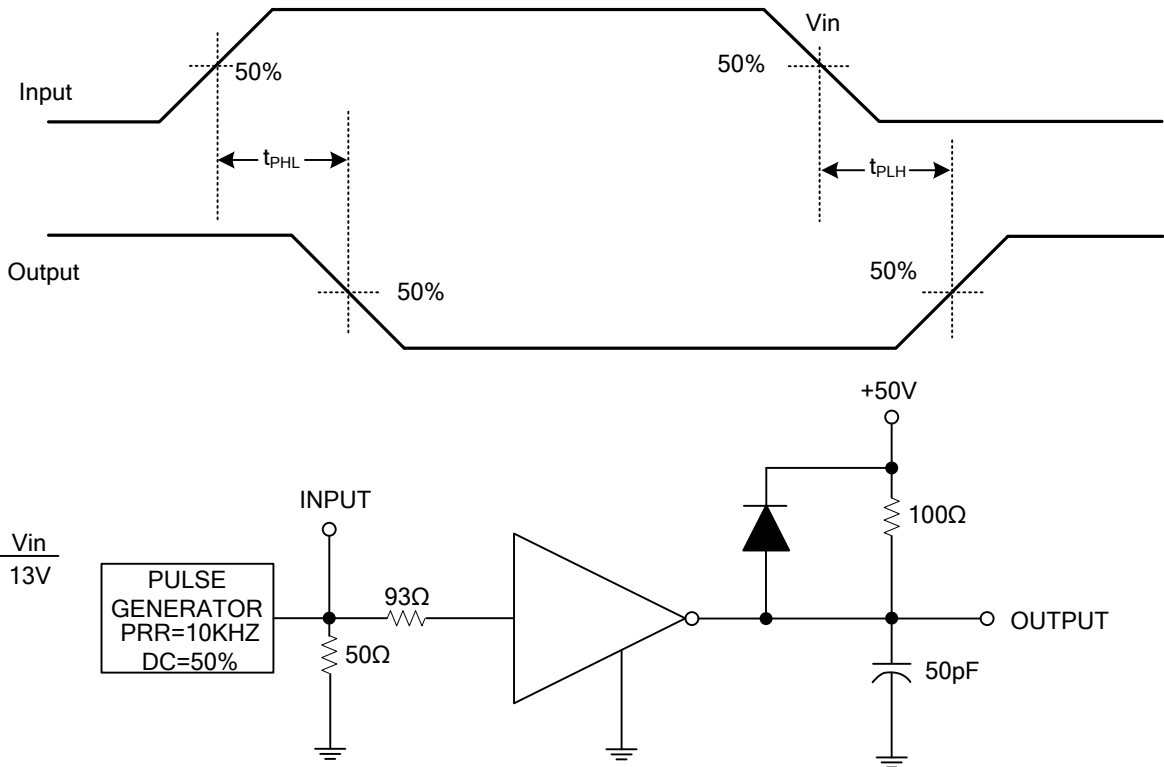 Vin
50%
50%
Input
tPHL
tPLH
Output
50%
50%
+50V
INPUT
100Ω
Vin
13V
PULSE
GENERATOR
PRR=10KHZ
DC=50%
93Ω
50Ω
OUTPUT
50pF